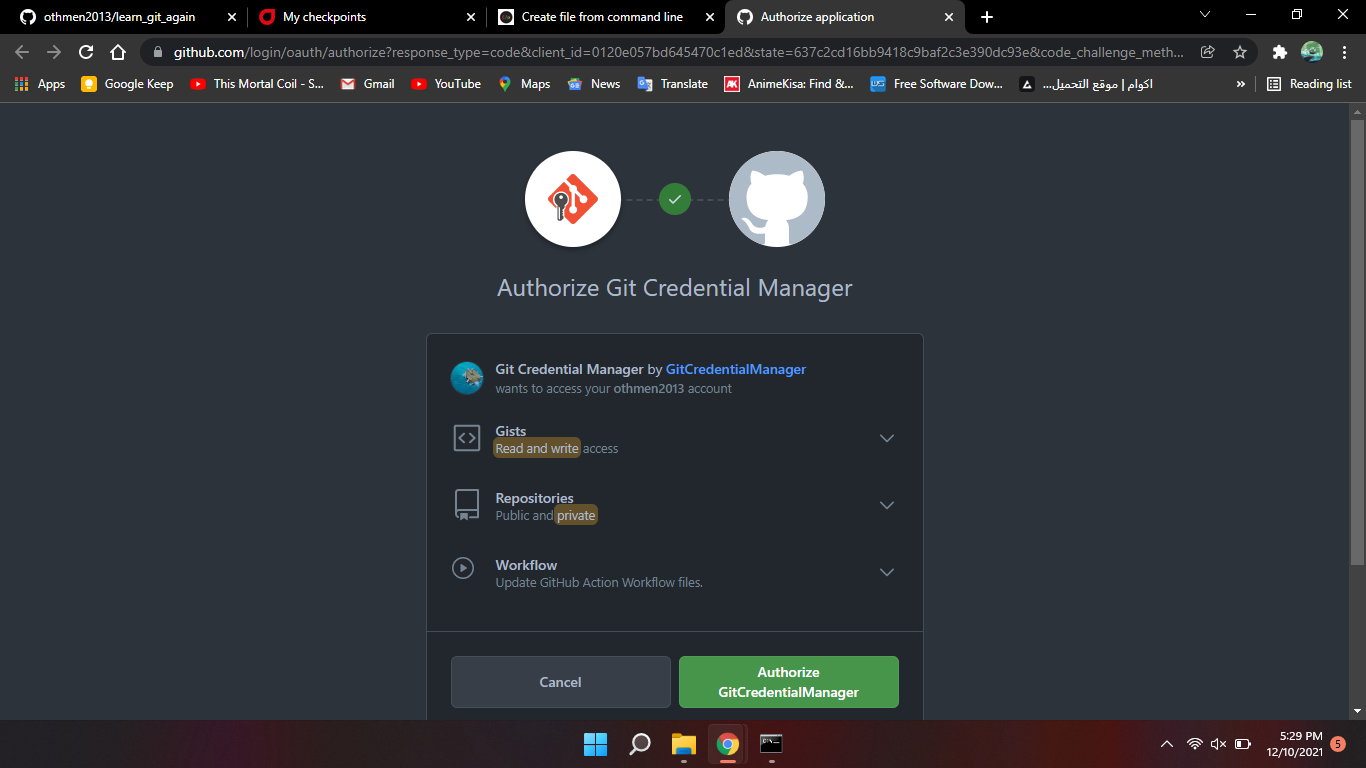 othmen2013/learn_git_again
My checkpoints
Create file from command line
Authorize application
github.com/login/oauth/authorize?response_type=code&client_id=0120e057bd645470c1ed&state=637c2cd16bb9418c9baf2c3e390dc93e&code_challenge_meth...
Apps
Google Keep
This Mortal Coil - S...
Gmail
YouTube
Maps
News
Translate
AnimeKisa: Find &...
Free Software Dow...
اكوام | موقع التحميل...
»
Reading list
Authorize Git Credential Manager
Git Credential Manager by GitCredentialManager
wants to access your othmen2013 account
Gists
Read and write access
Repositories
Public and private
Workflow
Update GitHub Action Workflow files.
Cancel
Authorize
GitCredentialManager
5:29 PM
12/10/2021
5